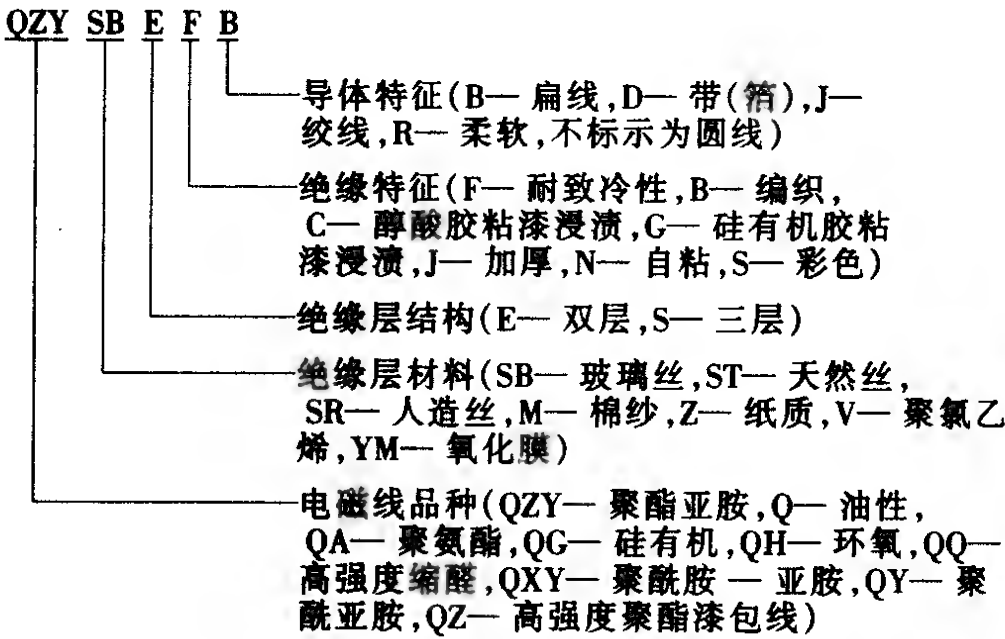 QZY SB E F B
导体特征(B— 扁线,D— 带(箔),J—
绞线,R— 柔软,不标示为圆线)
绝缘特征(F— 耐致冷性,B— 编织,
C— 醇酸胶粘漆浸渍,G— 硅有机胶粘
漆浸渍,J— 加厚,N— 自粘,S— 彩色)
绝缘层结构(E— 双层,S— 三层)
绝缘层材料(SB— 玻璃丝,ST— 天然丝,
SR— 人造丝,M— 棉纱,Z— 纸质,V— 聚氯乙
烯,YM— 氧化膜)
电磁线品种(QZY— 聚酯亚胺,Q— 油性,
QA— 聚氨酯,QG— 硅有机,QH— 环氧,QQ—
高强度缩醛,QXY— 聚酰胺 — 亚胺,QY— 聚
酰亚胺,QZ— 高强度聚酯漆包线)